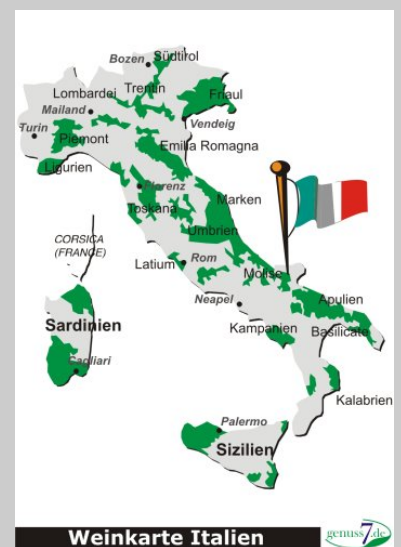 Bozen
Südtirol
Lombardei
Trentin
Friaul
Mailand
Vendeig
Turin
Piemont
Emilia Romagna
Ligurien
Florenz
Toskana
Marken
Umbrien
CORSICA
(FRANCE)
Latium
Rom
Molise
Neapel
Apulien
Sardinien
Kampanien
Basilicate
Cagliari
Kalabrien
Palermo
Sizilien
Weinkarte Italien
genuss7.de